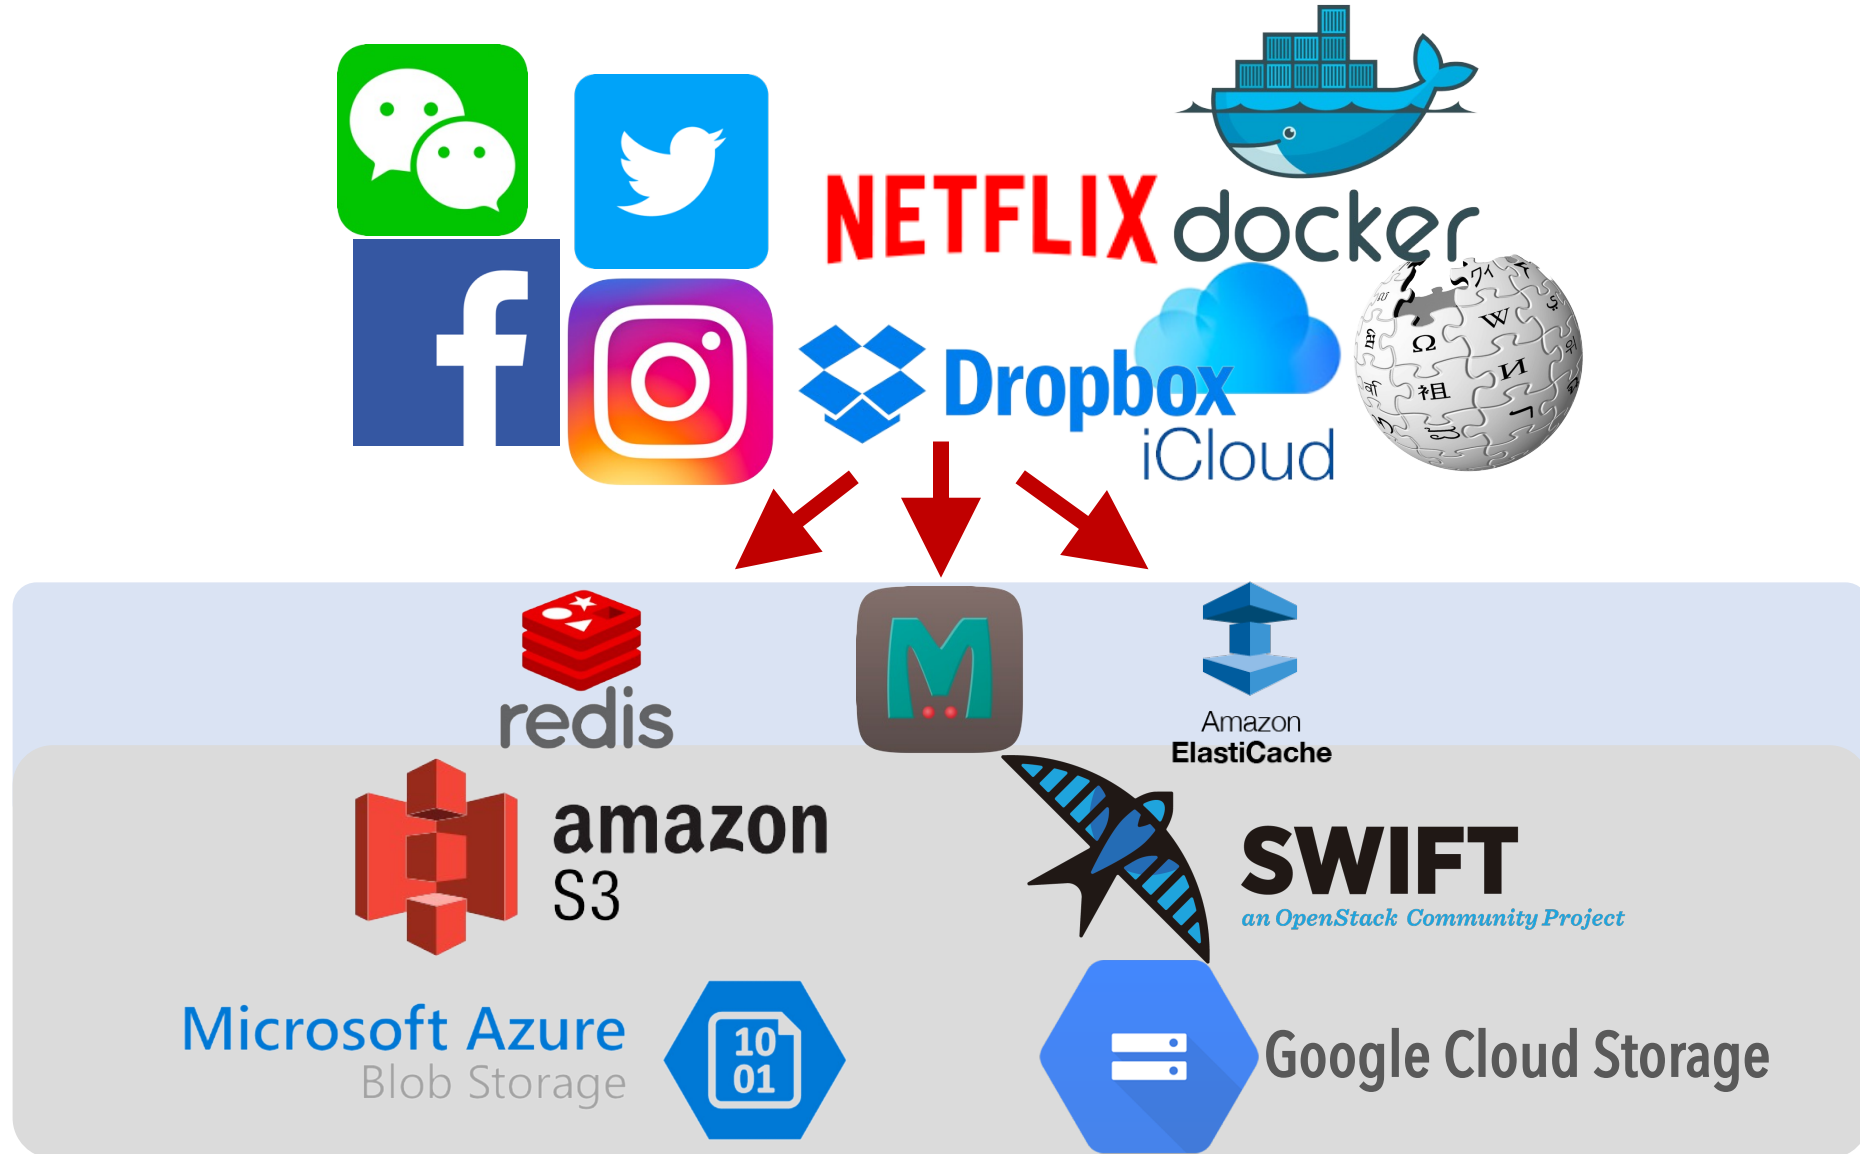 NETFLIX
docker
Dropbox
iCloud
Ω
W
И
祖
redis
M
Amazon
ElastiCache
amazon
S3
SWIFT
an OpenStack Community Project
Microsoft Azure
Blob Storage
10
01
Google Cloud Storage